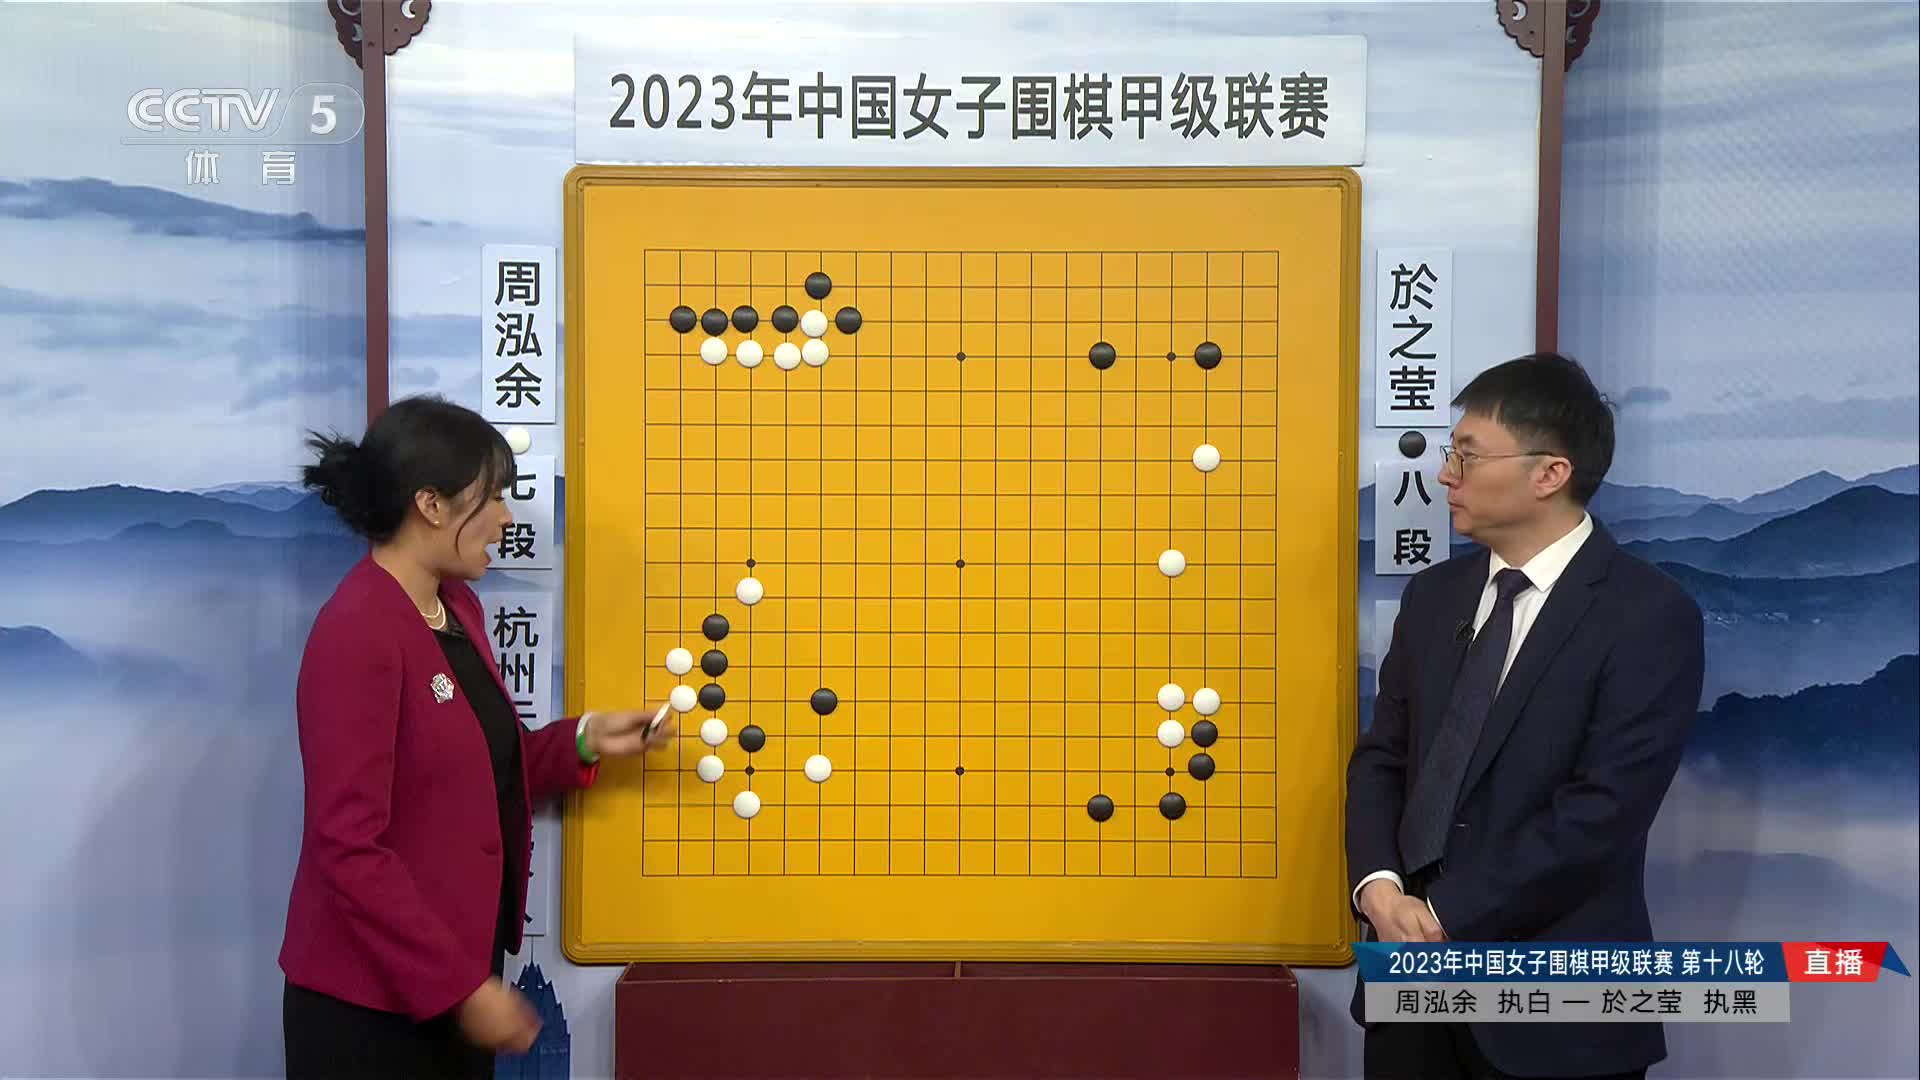 CCTV 5
体育
2023年中国女子围棋甲级联赛
周泓余
七段
杭州
於之莹
八段
2023年中国女子围棋甲级联赛 第十八轮
直播
周泓余 执白 — 於之莹 执黑